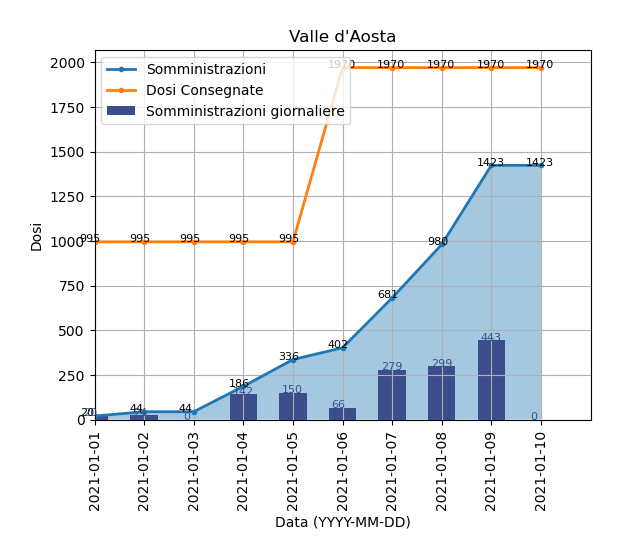 Valle d'Aosta
Somministrazioni
Dosi Consegnate
Somministrazioni giornaliere
Dosi
2000
1750
1500
1250
1000
750
500
250
0
995 995 995 995 995 1970 1970 1970 1970 1970
20 44 44 186 336 402 681 980 1423 1423
0 142 150 66 279 299 443 0
2021-01-01
2021-01-02
2021-01-03
2021-01-04
2021-01-05
2021-01-06
2021-01-07
2021-01-08
2021-01-09
2021-01-10
Data (YYYY-MM-DD)